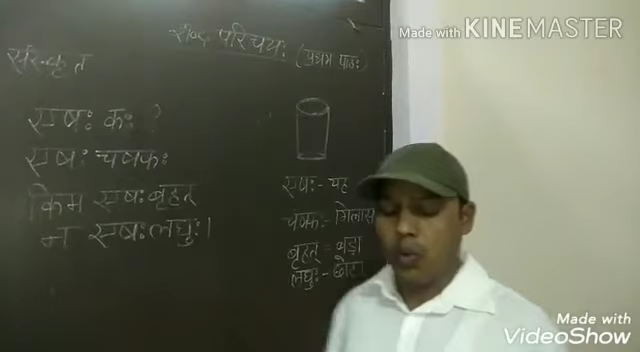 Made with KINEMASTER
शब्द परिचयः (प्रथम पाठः)
संस्कृत
एषः कः ?
एषः चषकः
किम एषः बृहत्
न एषः लघुः।
एषः - यह
चषकः - गिलास
बृहत् - बड़ा
लघुः - छोटा
Made with
VideoShow